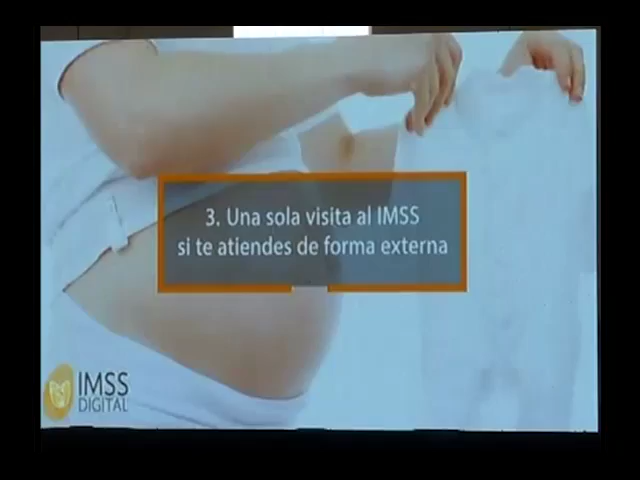 3. Una sola visita al IMSS
si te atiendes de forma externa
IMSS
DIGITAL